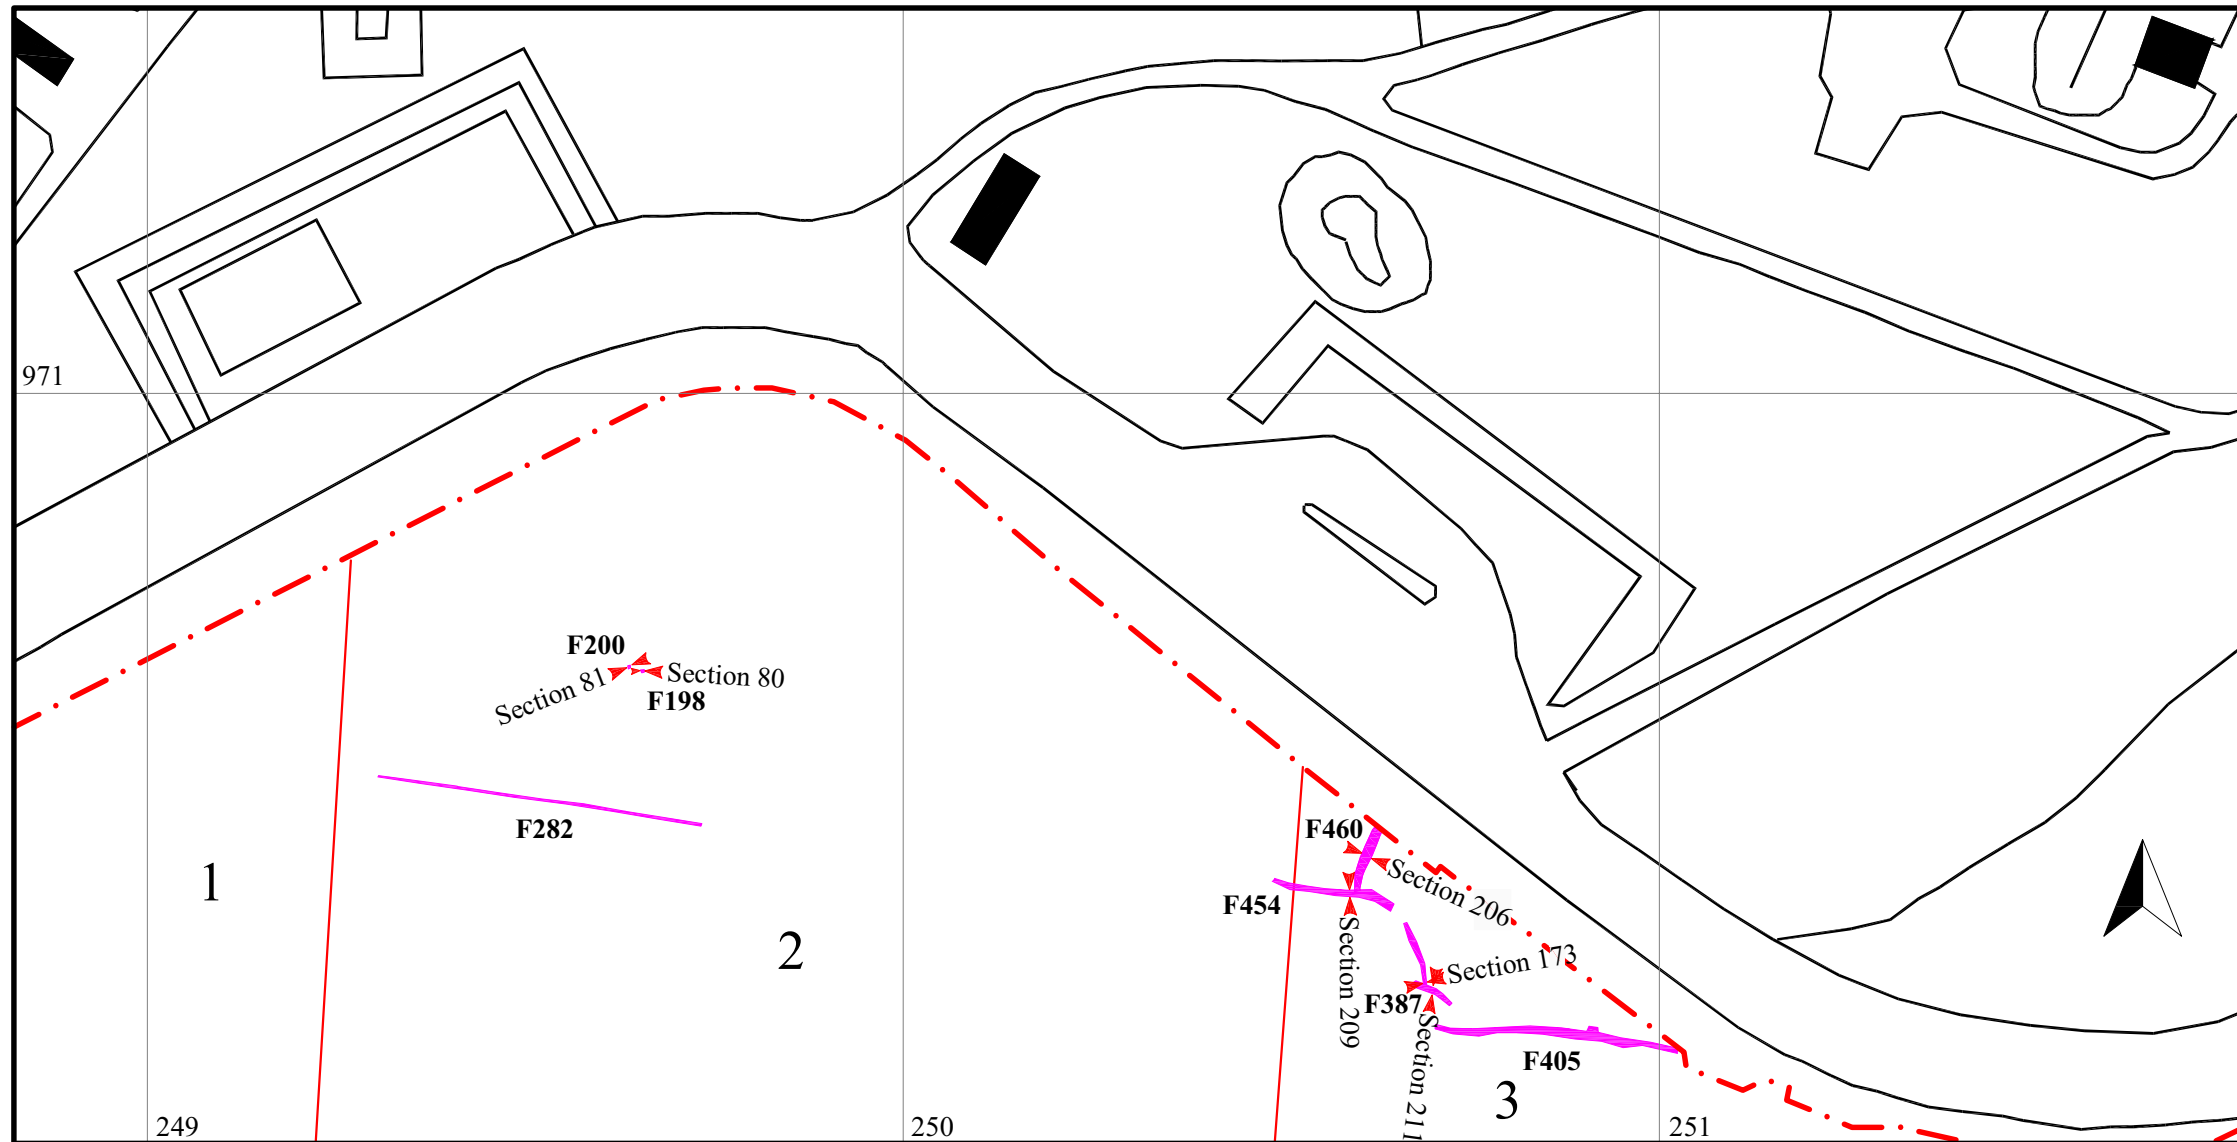 971
F200
Section 81
Section 80
F198
F282
1
2
F460
Section 206
F454
Section 209
Section 173
F387
Section 211
F405
3
249
250
251